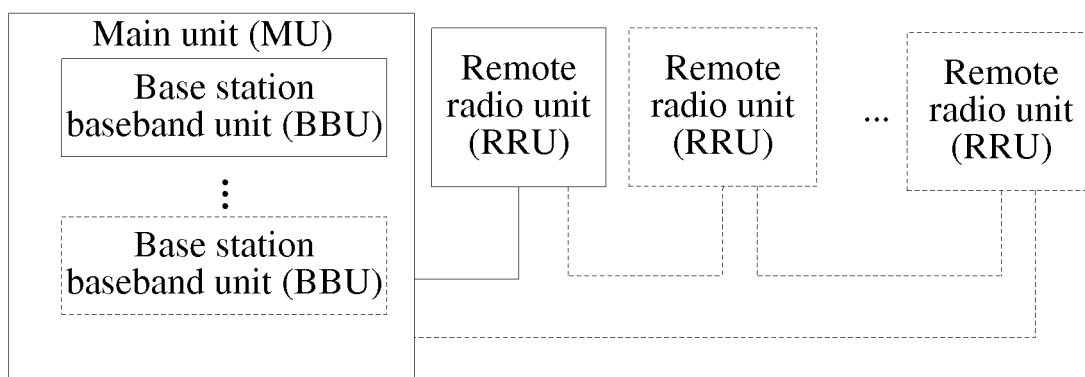 Main unit (MU)
Base station
baseband unit (BBU)
⋮
Base station
baseband unit (BBU)
Remote
radio unit
(RRU)
Remote
radio unit
(RRU)
...
Remote
radio unit
(RRU)